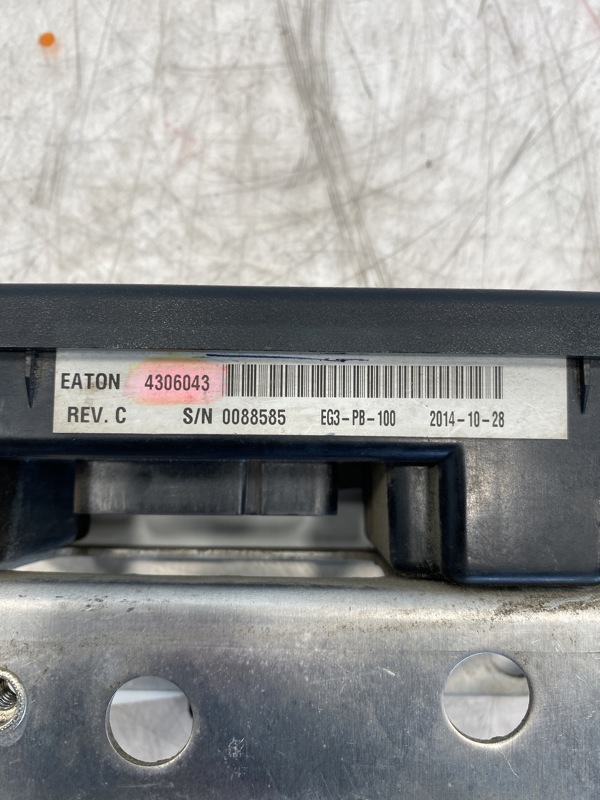 EATON 4306043
REV. C S/N 0088585 EG3-PB-100 2014-10-28